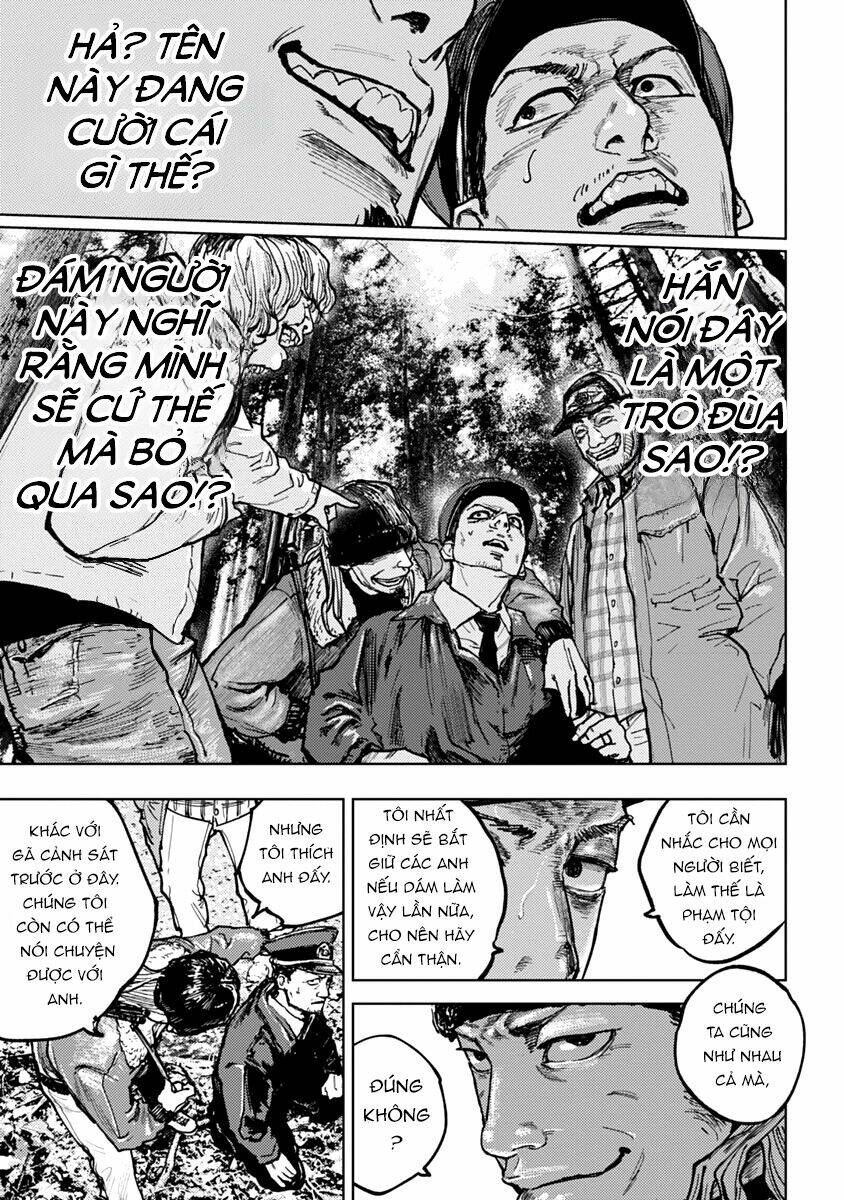 HẢ? TÊN
NÀY ĐANG
CƯỜI CÁI
GÌ THẾ?
HẮN
NÓI ĐÂY
LÀ MỘT
TRÒ ĐÙA
SAO!?
ĐÁM NGƯỜI
NÀY NGHĨ
RẰNG MÌNH
SẼ CỨ THẾ
MÀ BỎ
QUA SAO!?
TÔI CẦN
NHẮC CHO MỌI
NGƯỜI BIẾT,
LÀM THẾ LÀ
PHẠM TỘI
ĐẤY.
TÔI NHẤT
ĐỊNH SẼ BẮT
GIỮ CÁC ANH
NẾU DÁM LÀM
VẬY LẦN NỮA,
CHO NÊN HÃY
CẨN THẬN.
CHÚNG
TA CŨNG
NHƯ NHAU
CẢ MÀ,
ĐÚNG
KHÔNG
?
NHƯNG
TÔI THÍCH
ANH ĐẤY.
KHÁC VỚI
GÃ CẢNH SÁT
TRƯỚC Ở ĐÂY.
CHÚNG TÔI
CÒN CÓ THỂ
NÓI CHUYỆN
ĐƯỢC VỚI
ANH.